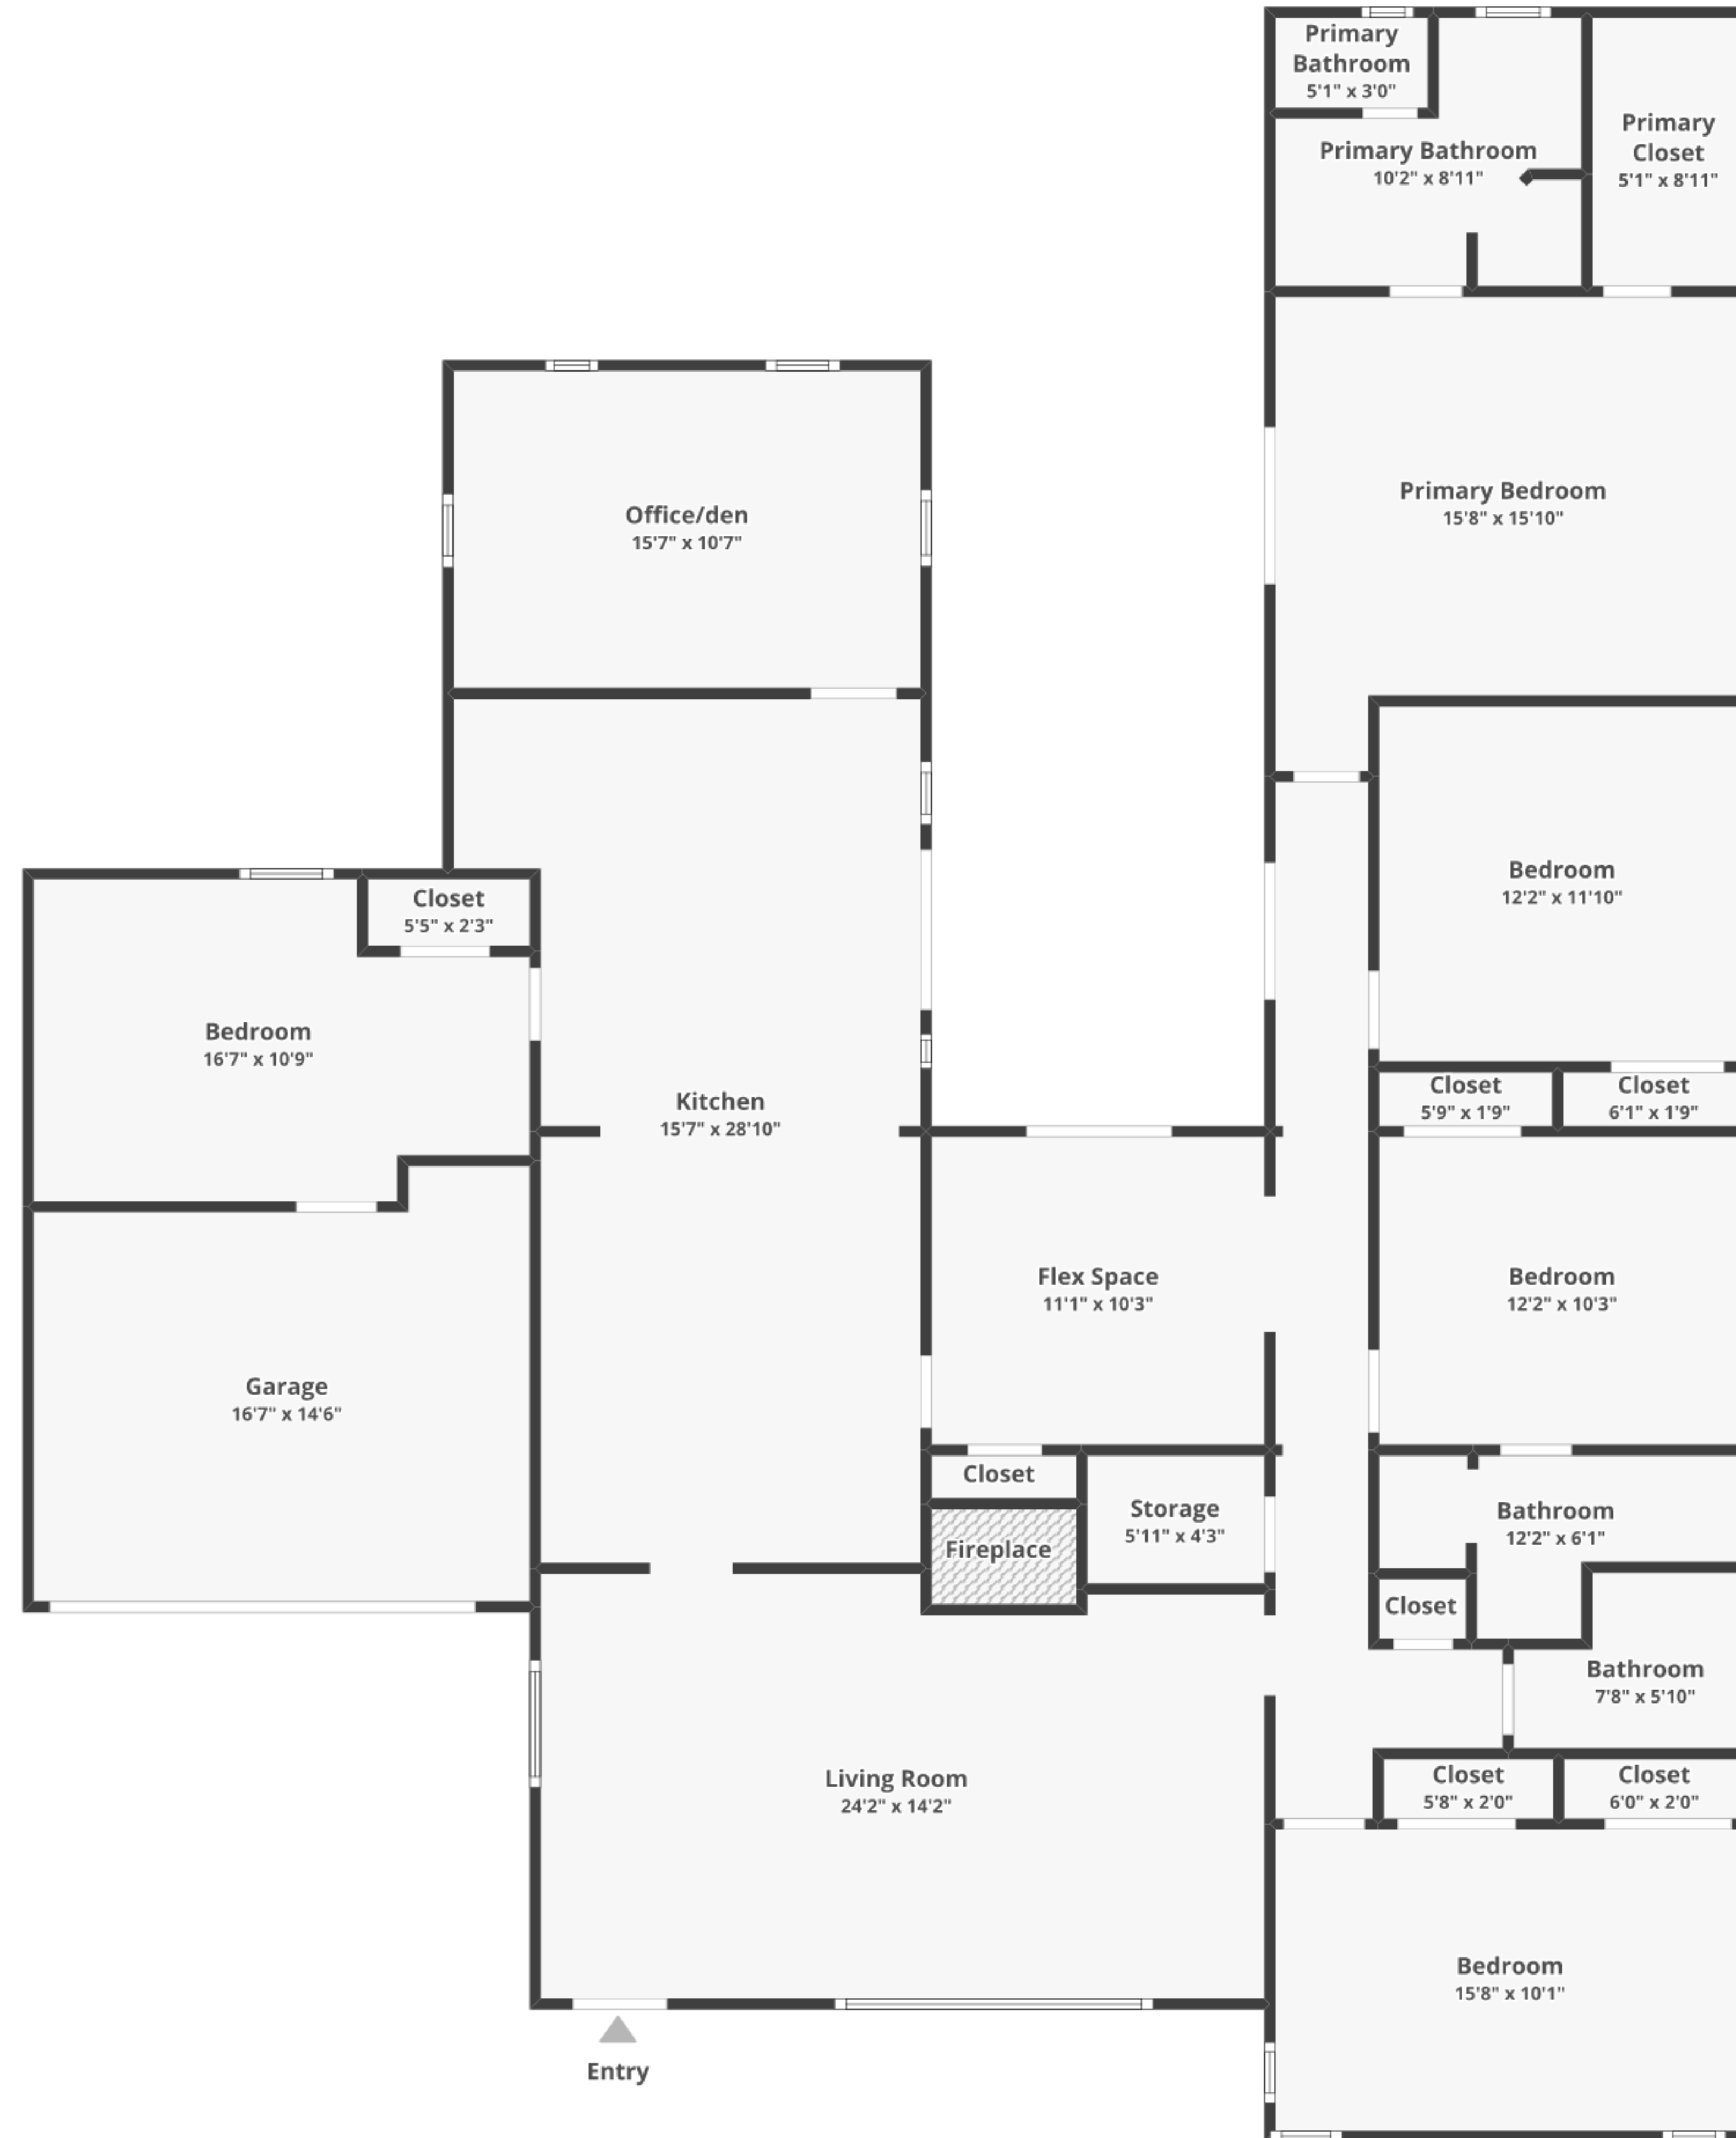 Primary
Bathroom
5'1" x 3'0"
Primary Bathroom
10'2" x 8'11"
Primary
Closet
5'1" x 8'11"
Primary Bedroom
15'8" x 15'10"
Office/den
15'7" x 10'7"
Bedroom
12'2" x 11'10"
Closet
5'5" x 2'3"
Bedroom
16'7" x 10'9"
Kitchen
15'7" x 28'10"
Closet
5'9" x 1'9"
Closet
6'1" x 1'9"
Flex Space
11'1" x 10'3"
Bedroom
12'2" x 10'3"
Garage
16'7" x 14'6"
Closet
Storage
5'11" x 4'3"
Fireplace
Bathroom
12'2" x 6'1"
Closet
Bathroom
7'8" x 5'10"
Living Room
24'2" x 14'2"
Closet
5'8" x 2'0"
Closet
6'0" x 2'0"
Bedroom
15'8" x 10'1"
Entry